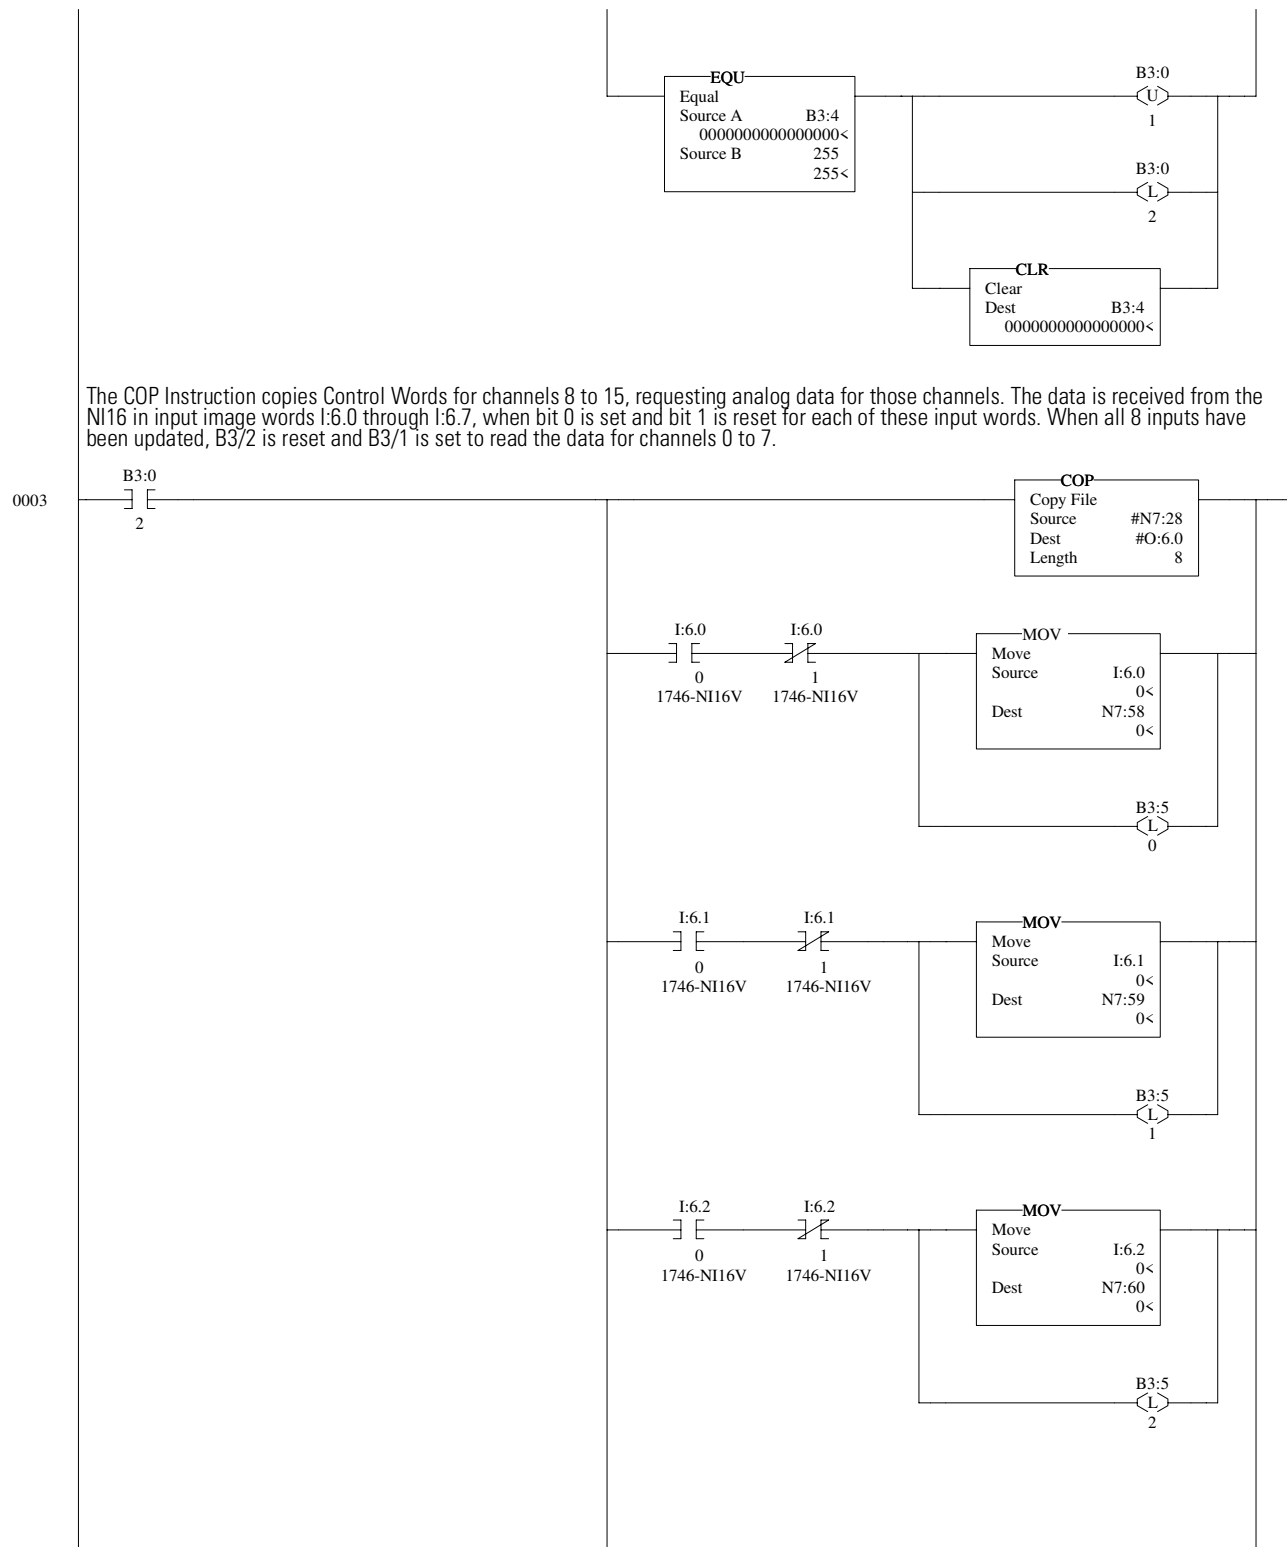 EQU
Equal
Source A B3:4
0000000000000000<
Source B 255
255<
B3:0
U
1
B3:0
L
2
CLR
Clear
Dest B3:4
0000000000000000<
The COP Instruction copies Control Words for channels 8 to 15, requesting analog data for those channels. The data is received from the
NI16 in input image words I:6.0 through I:6.7, when bit 0 is set and bit 1 is reset for each of these input words. When all 8 inputs have
been updated, B3/2 is reset and B3/1 is set to read the data for channels 0 to 7.
0003
B3:0
2
COP
Copy File
Source #N7:28
Dest #O:6.0
Length 8
I:6.0 I:6.0
0 1
1746-NI16V 1746-NI16V
MOV
Move
Source I:6.0
0<
Dest N7:58
0<
B3:5
L
0
I:6.1 I:6.1
0 1
1746-NI16V 1746-NI16V
MOV
Move
Source I:6.1
0<
Dest N7:59
0<
B3:5
L
1
I:6.2 I:6.2
0 1
1746-NI16V 1746-NI16V
MOV
Move
Source I:6.2
0<
Dest N7:60
0<
B3:5
L
2